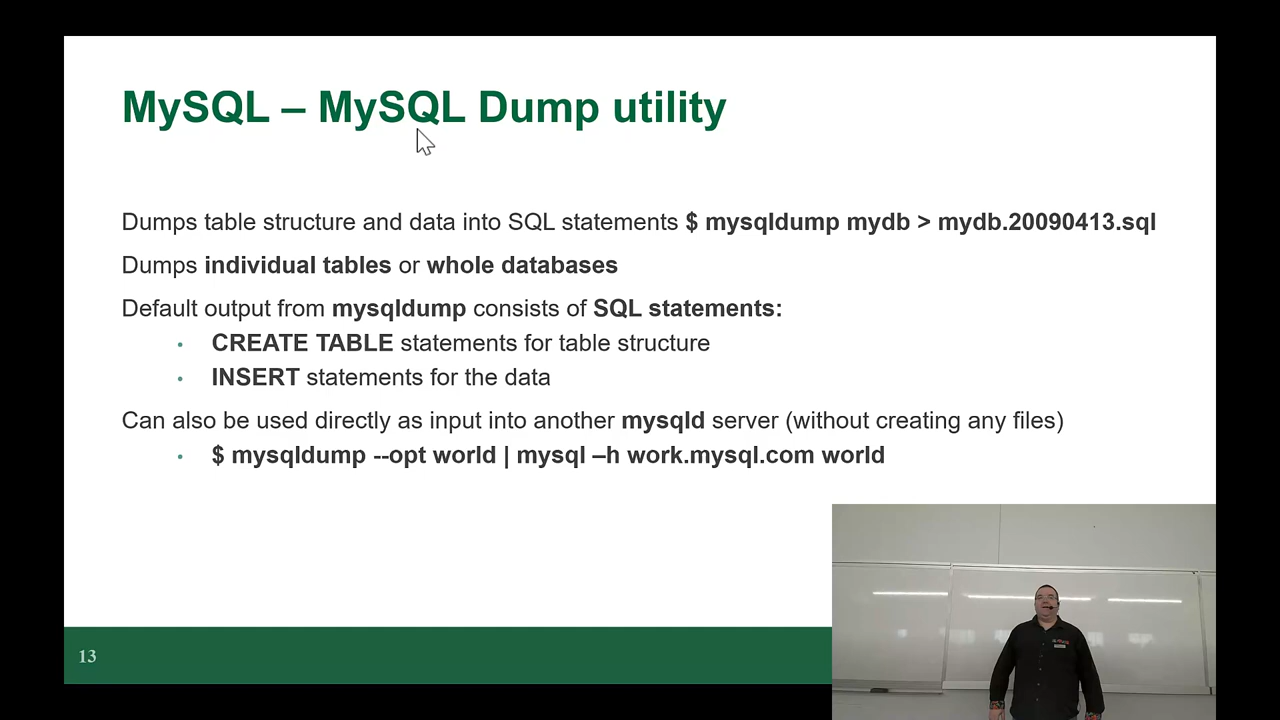 MySQL – MySQL Dump utility
Dumps table structure and data into SQL statements $ mysqldump mydb > mydb.20090413.sql
Dumps individual tables or whole databases
Default output from mysqldump consists of SQL statements:
• CREATE TABLE statements for table structure
• INSERT statements for the data
Can also be used directly as input into another mysqld server (without creating any files)
• $ mysqldump --opt world | mysql –h work.mysql.com world
13